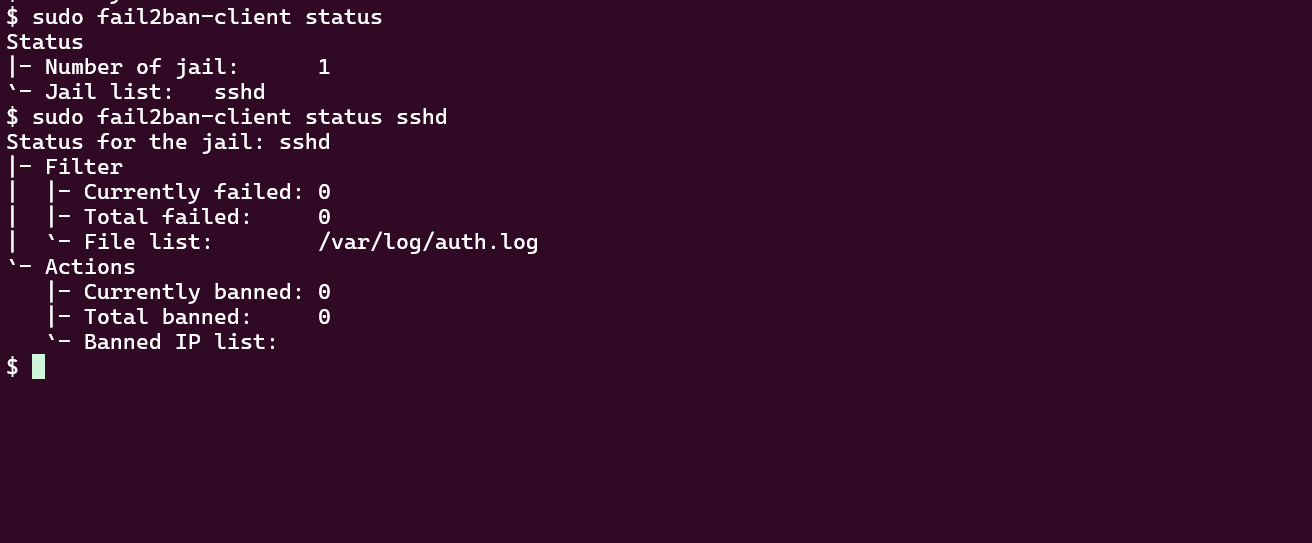 $ sudo fail2ban-client status
Status
|- Number of jail:      1
`- Jail list:   sshd
$ sudo fail2ban-client status sshd
Status for the jail: sshd
|- Filter
|  |- Currently failed: 0
|  |- Total failed:     0
|  `- File list:        /var/log/auth.log
`- Actions
   |- Currently banned: 0
   |- Total banned:     0
   `- Banned IP list:
$